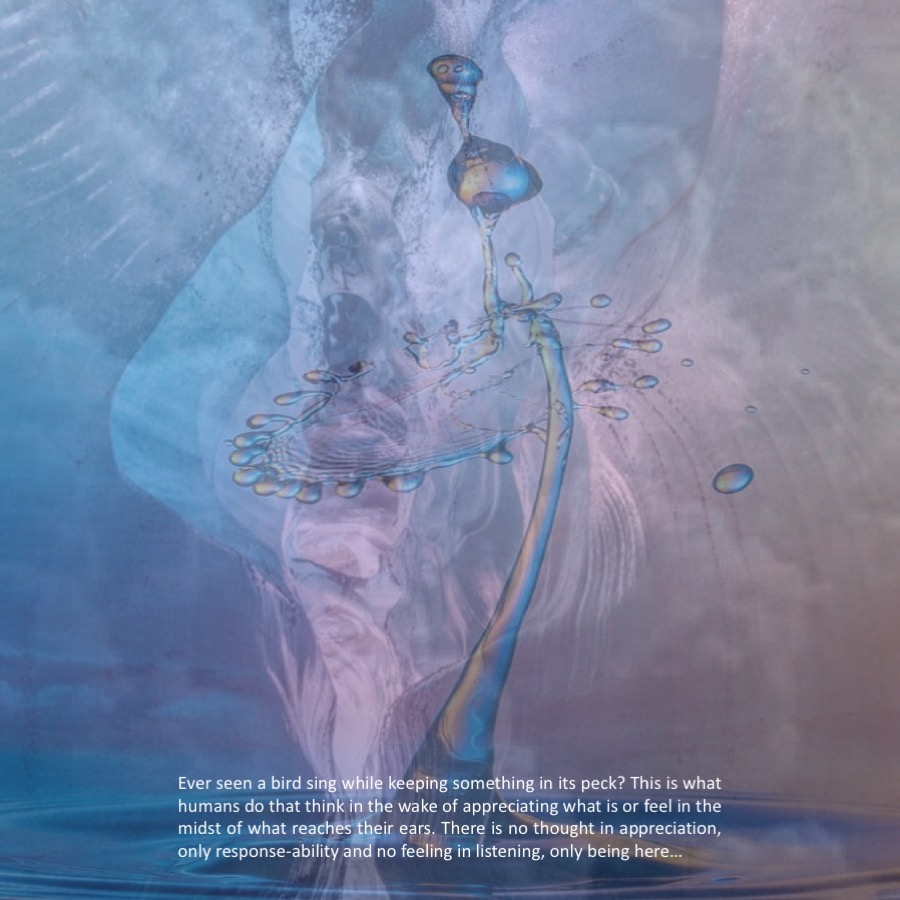 Ever seen a bird sing while keeping something in its peck? This is what
humans do that think in the wake of appreciating what is or feel in the
midst of what reaches their ears. There is no thought in appreciation,
only response-ability and no feeling in listening, only being here...